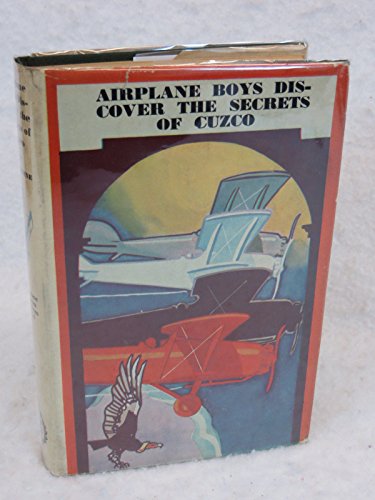 AIRPLANE BOYS DIS-
COVER THE SECRETS
OF CUZCO